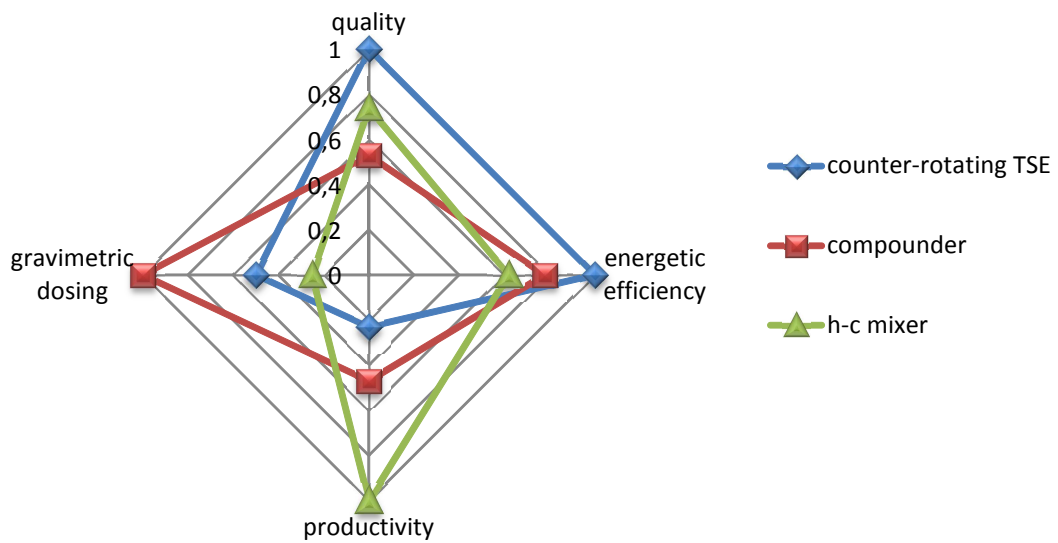 quality
1
0,8
0,6
0,4
0,2
0
gravimetric
dosing
energetic
efficiency
productivity
counter-rotating TSE
compounder
h-c mixer